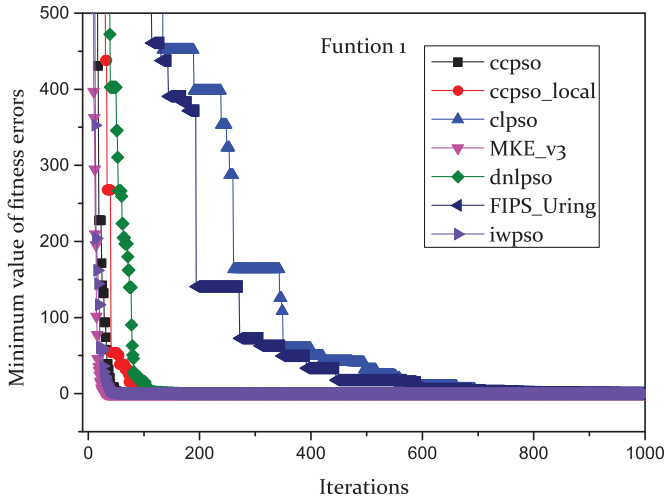 500
400
300
200
100
0
Minimum value of fitness errors
Funtion 1
ccpso
ccpso_local
clpso
MKE_v3
dnlpso
FIPS_Uring
iwpso
0
200
400
600
800
1000
Iterations